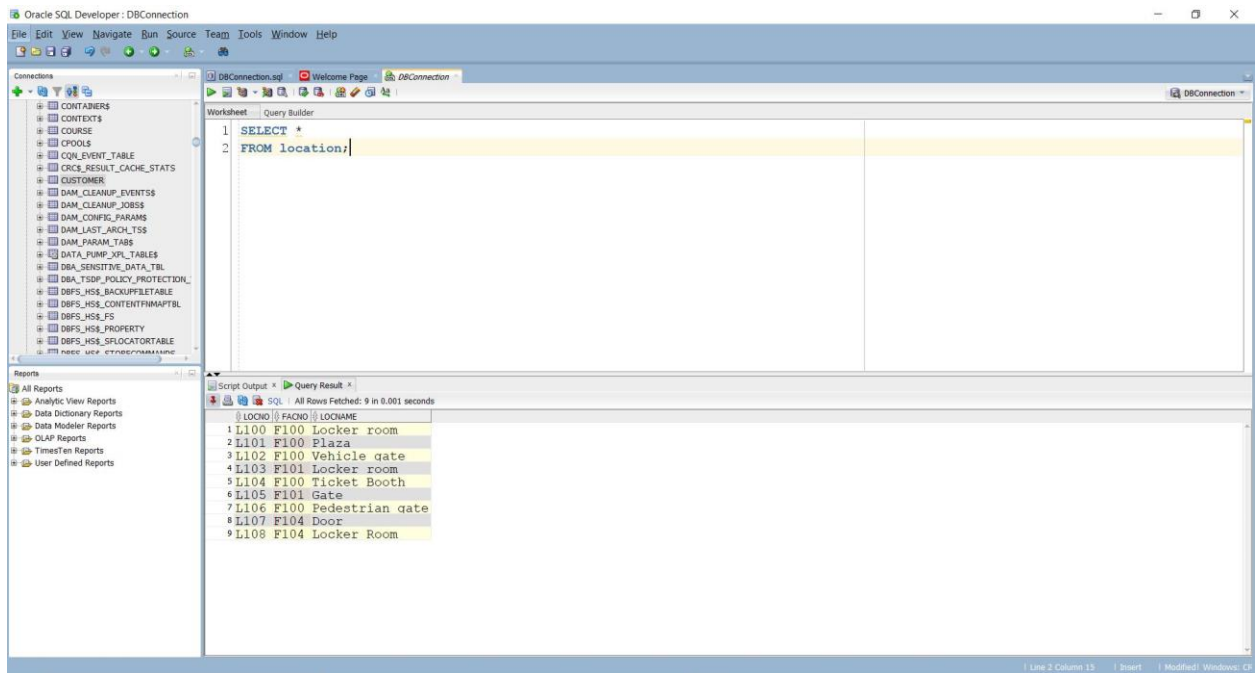 Oracle SQL Developer : DBConnection
File Edit View Navigate Run Source Team Tools Window Help
Connections
CONTAINER$
CONTEXT$
COURSE
CPOOL$
CQN_EVENT_TABLE
CRC$_RESULT_CACHE_STATS
CUSTOMER
DAM_CLEANUP_EVENTS$
DAM_CLEANUP_JOBS$
DAM_CONFIG_PARAM$
DAM_LAST_ARCH_TS$
DAM_PARAM_TAB$
DATA_PUMP_XPL_TABLE$
DBA_SENSITIVE_DATA_TBL
DBA_TSDP_POLICY_PROTECTION_
DBFS_HS$_BACKUPFILETABLE
DBFS_HS$_CONTENTFNMAPTBL
DBFS_HS$_FS
DBFS_HS$_PROPERTY
DBFS_HS$_SFLOCATORTABLE
DBFS_HS$_STORECOMMANDS
Reports
All Reports
Analytic View Reports
Data Dictionary Reports
Data Modeler Reports
OLAP Reports
TimesTen Reports
User Defined Reports
DBConnection.sql Welcome Page DBConnection
DBConnection
Worksheet Query Builder
1 SELECT *
2 FROM location;
Script Output Query Result
SQL | All Rows Fetched: 9 in 0.001 seconds
LOCNO FACNO LOCNAME
1 L100 F100 Locker room
2 L101 F100 Plaza
3 L102 F100 Vehicle gate
4 L103 F101 Locker room
5 L104 F100 Ticket Booth
6 L105 F101 Gate
7 L106 F100 Pedestrian gate
8 L107 F104 Door
9 L108 F104 Locker Room
Line 2 Column 15 | Insert | Modified | Windows: CF